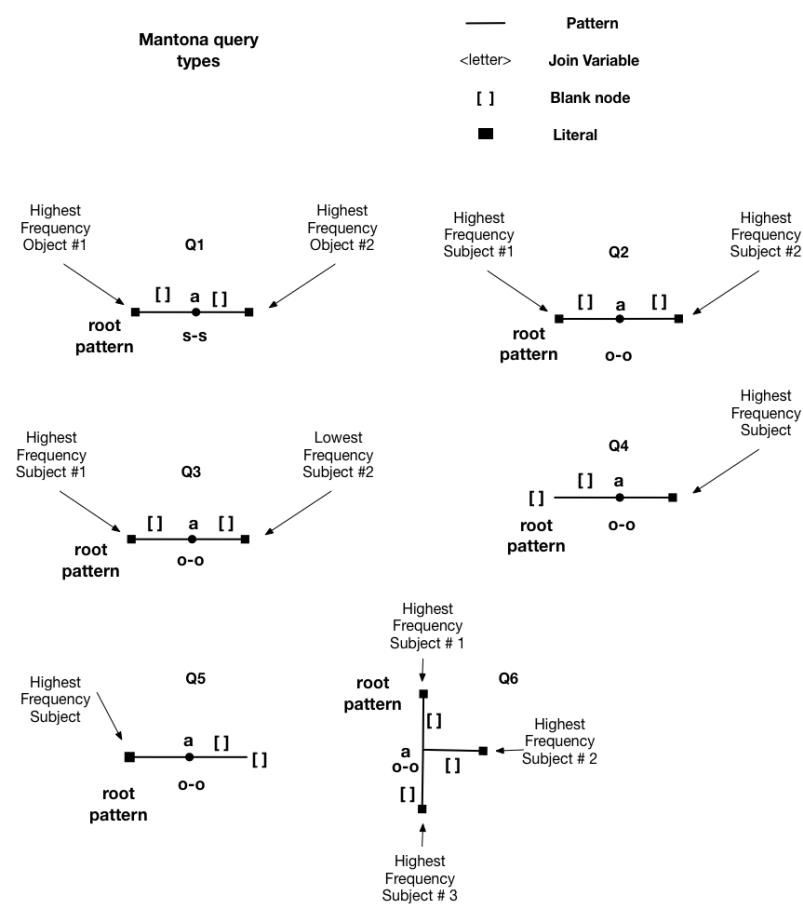 Mantona query
types
Pattern
<letter>
Join Variable
[ ]
Blank node
Literal
Highest
Frequency
Object #1
Q1
Highest
Frequency
Object #2
[ ]
a
[ ]
root
pattern
s-s
Highest
Frequency
Subject #1
Q2
Highest
Frequency
Subject #2
[ ]
a
[ ]
root
pattern
o-o
Highest
Frequency
Subject #1
Q3
Lowest
Frequency
Subject #2
[ ]
a
[ ]
root
pattern
o-o
Highest
Frequency
Subject
Q4
[ ]
a
[ ]
root
pattern
o-o
Highest
Frequency
Subject
Q5
a
[ ]
[ ]
root
pattern
o-o
Highest
Frequency
Subject # 1
Q6
root
pattern
[ ]
a
o-o
[ ]
[ ]
Highest
Frequency
Subject # 2
Highest
Frequency
Subject # 3